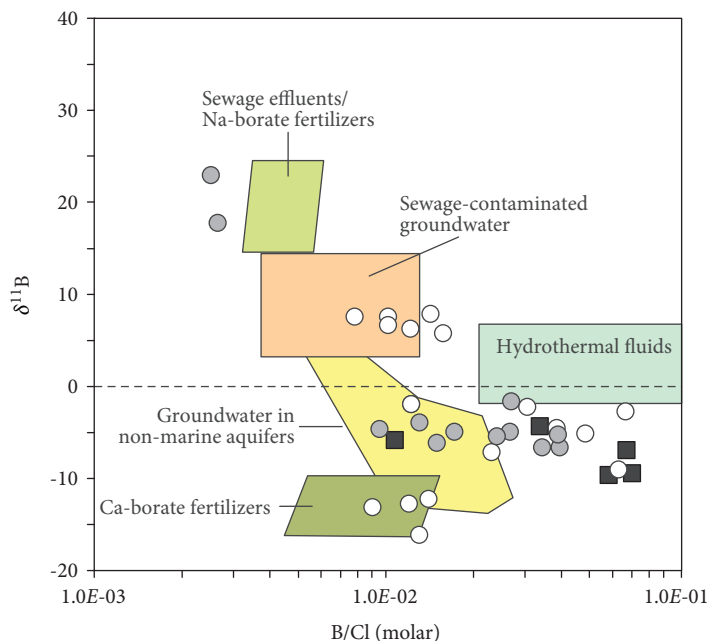 40
30
20
10
0
-10
-20
δ11B
Sewage effluents/
Na-borate fertilizers
Sewage-contaminated
groundwater
Hydrothermal fluids
Groundwater in
non-marine aquifers
Ca-borate fertilizers
1.0E-03
1.0E-02
1.0E-01
B/Cl (molar)